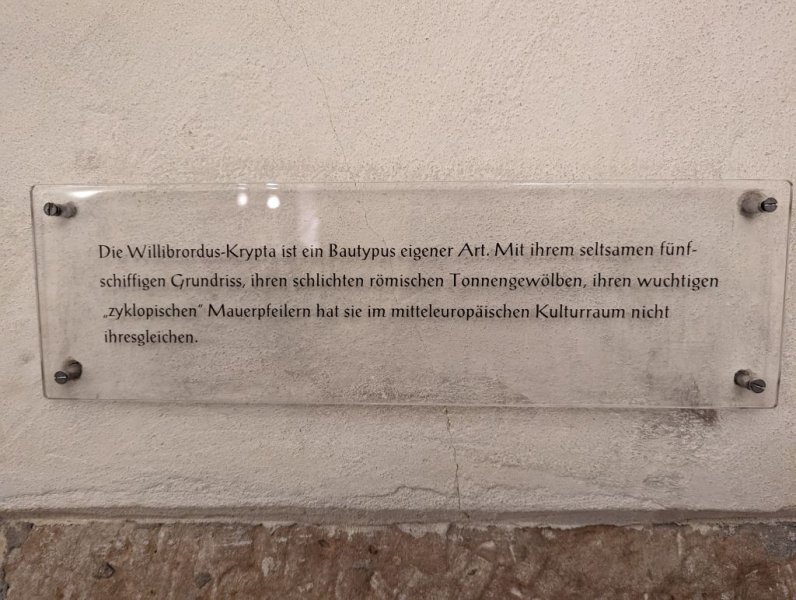 Die Willibrordus-Krypta ist ein Bautypus eigener Art. Mit ihrem seltsamen fünf-
schiffigen Grundriss, ihren schlichten römischen Tonnengewölben, ihren wuchtigen
„zyklopischen“ Mauerpfeilern hat sie im mitteleuropäischen Kulturraum nicht
ihresgleichen.